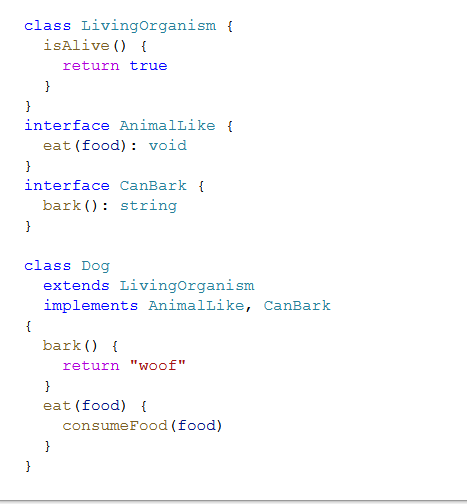 class LivingOrganism {
  isAlive() {
    return true
  }
}
interface AnimalLike {
  eat(food): void
}
interface CanBark {
  bark(): string
}

class Dog
  extends LivingOrganism
  implements AnimalLike, CanBark
{
  bark() {
    return "woof"
  }
  eat(food) {
    consumeFood(food)
  }
}